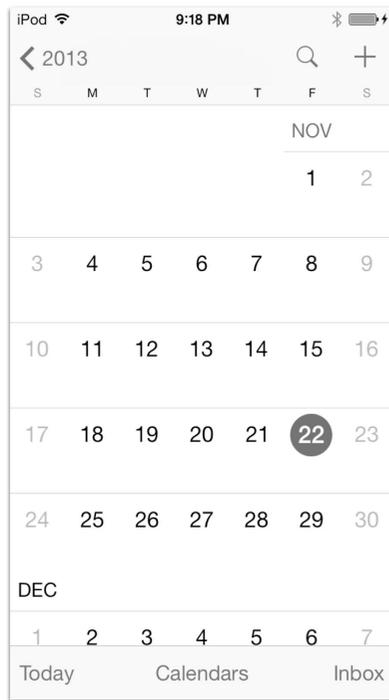 iPod 9:18 PM
2013
S M T W T F S
NOV
1 2
3 4 5 6 7 8 9
10 11 12 13 14 15 16
17 18 19 20 21 22 23
24 25 26 27 28 29 30
DEC
1 2 3 4 5 6 7
Today Calendars Inbox